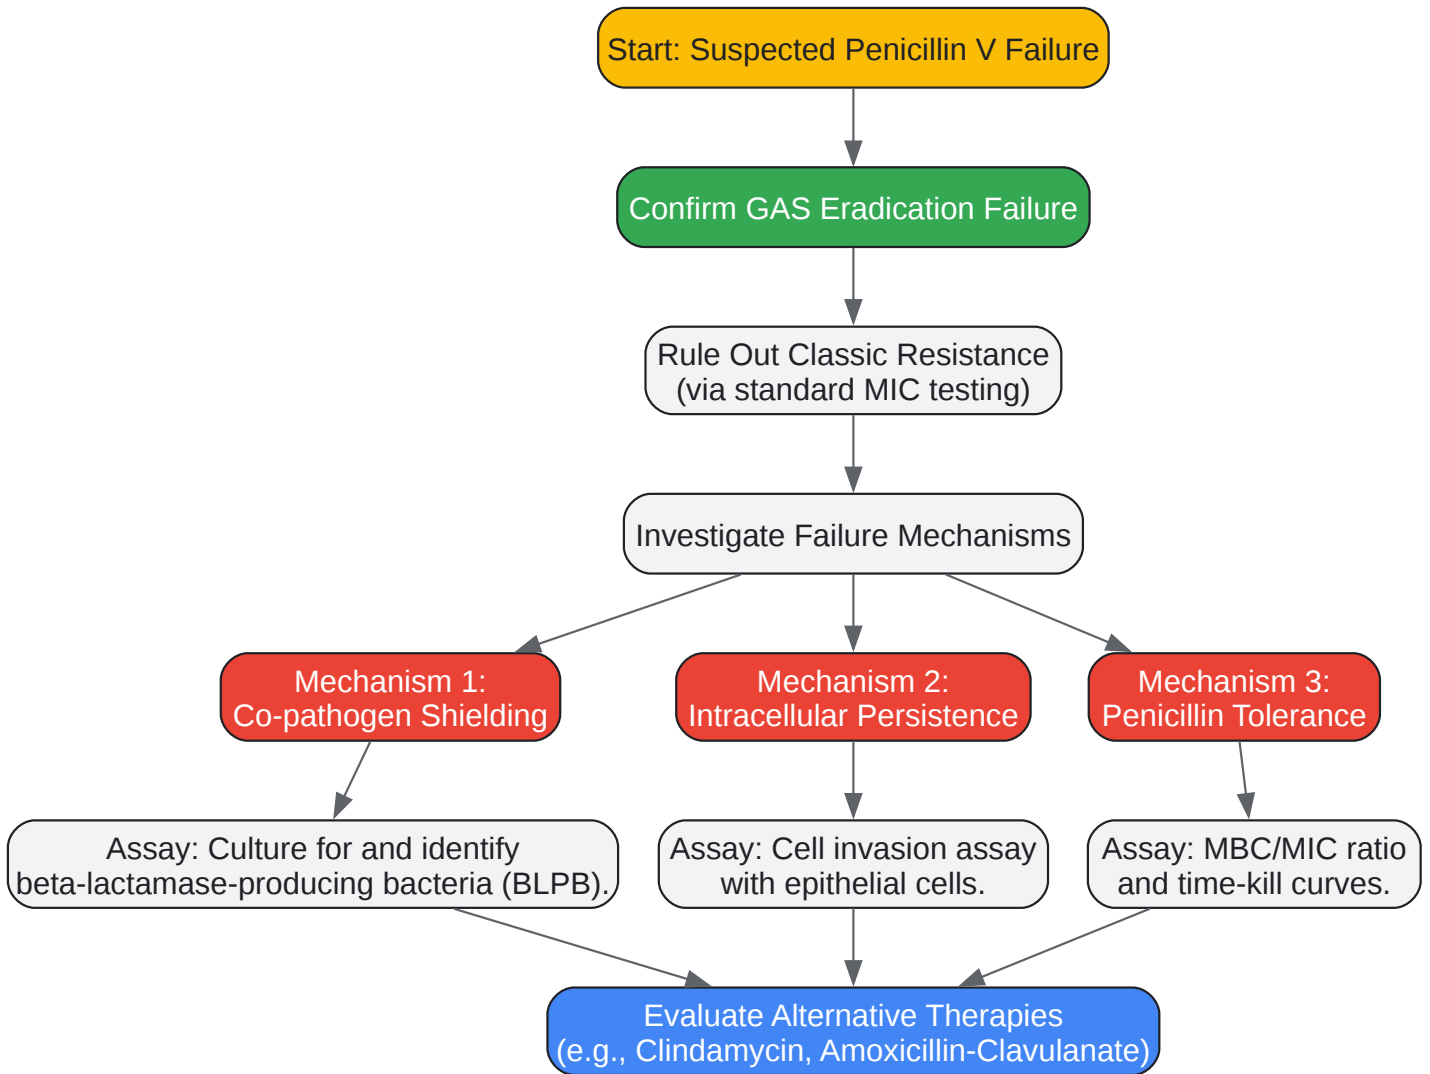 Start: Suspected Penicillin V Failure
Confirm GAS Eradication Failure
Rule Out Classic Resistance
(via standard MIC testing)
Investigate Failure Mechanisms
Mechanism 1:
Co-pathogen Shielding
Mechanism 2:
Intracellular Persistence
Mechanism 3:
Penicillin Tolerance
Assay: Culture for and identify
beta-lactamase-producing bacteria (BLPB).
Assay: Cell invasion assay
with epithelial cells.
Assay: MBC/MIC ratio
and time-kill curves.
Evaluate Alternative Therapies
(e.g., Clindamycin, Amoxicillin-Clavulanate)